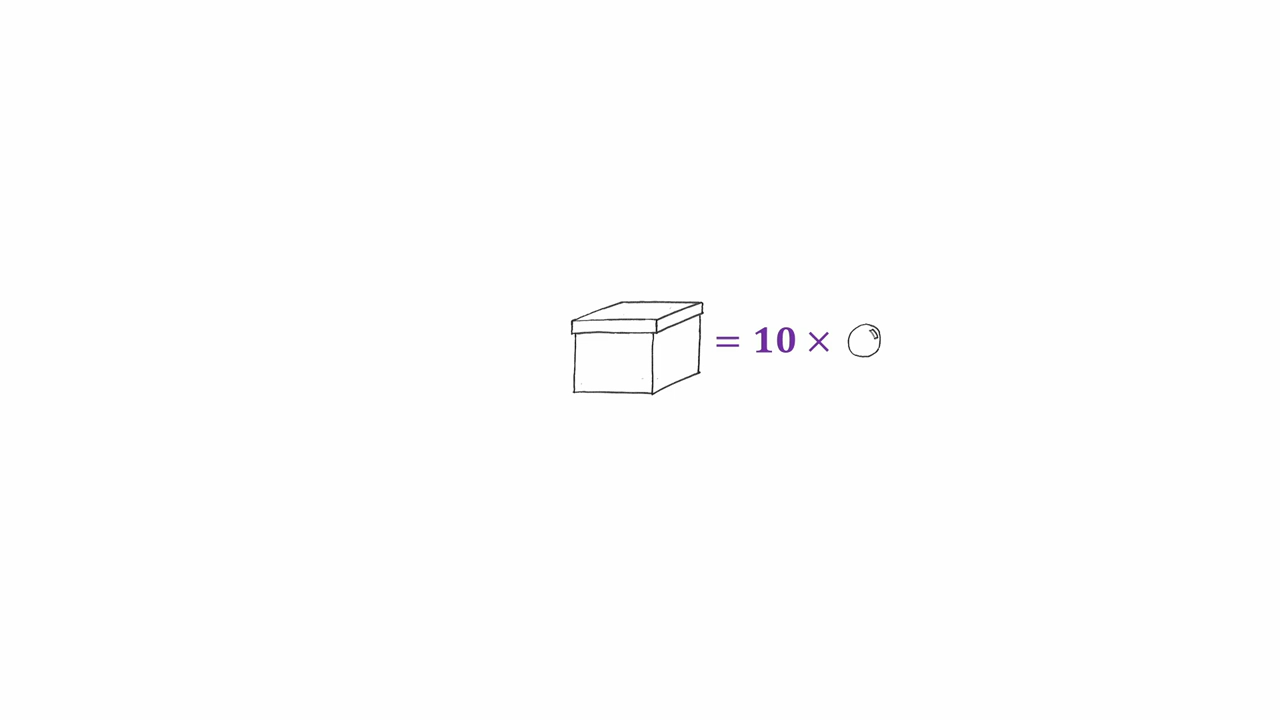 = 10 ×